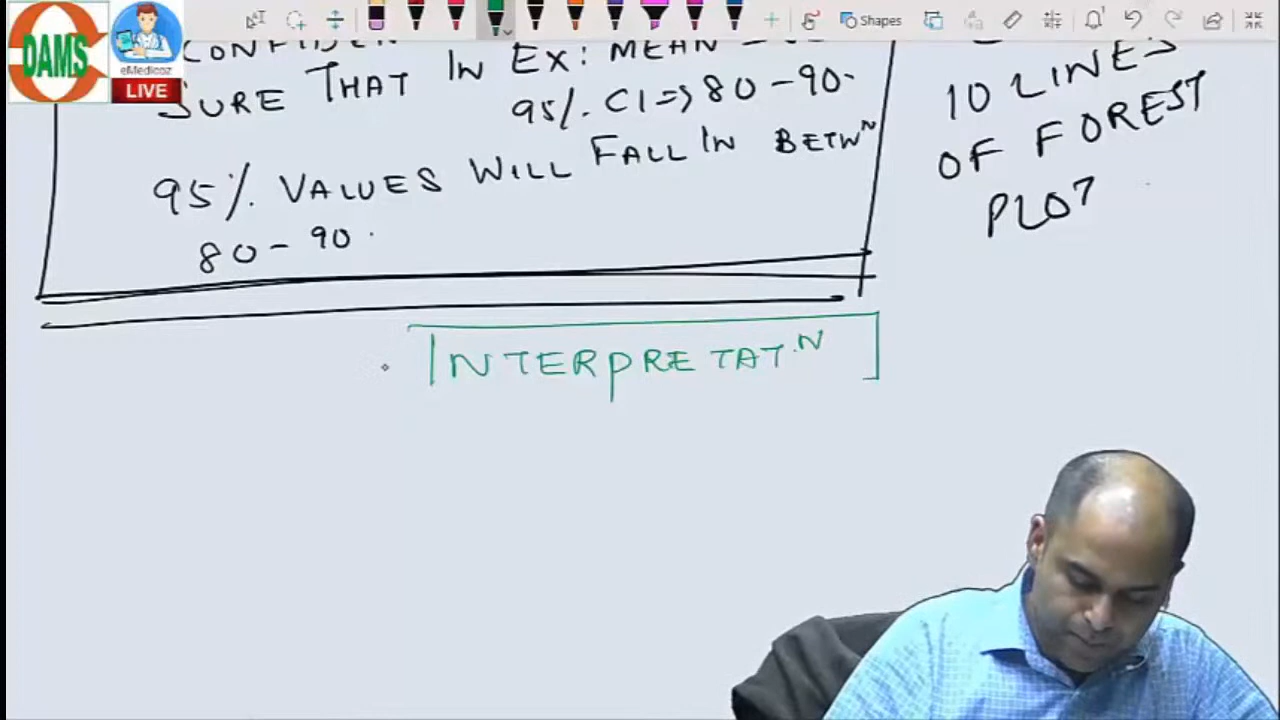 DAMS
eMedicoz
LIVE
Shapes
SURE THAT IN EX: MEAN
95% CI => 80-90.
95% VALUES WILL FALL IN BETWN
80-90.
10 LINES
OF FOREST
PLOT
INTERPRETATN